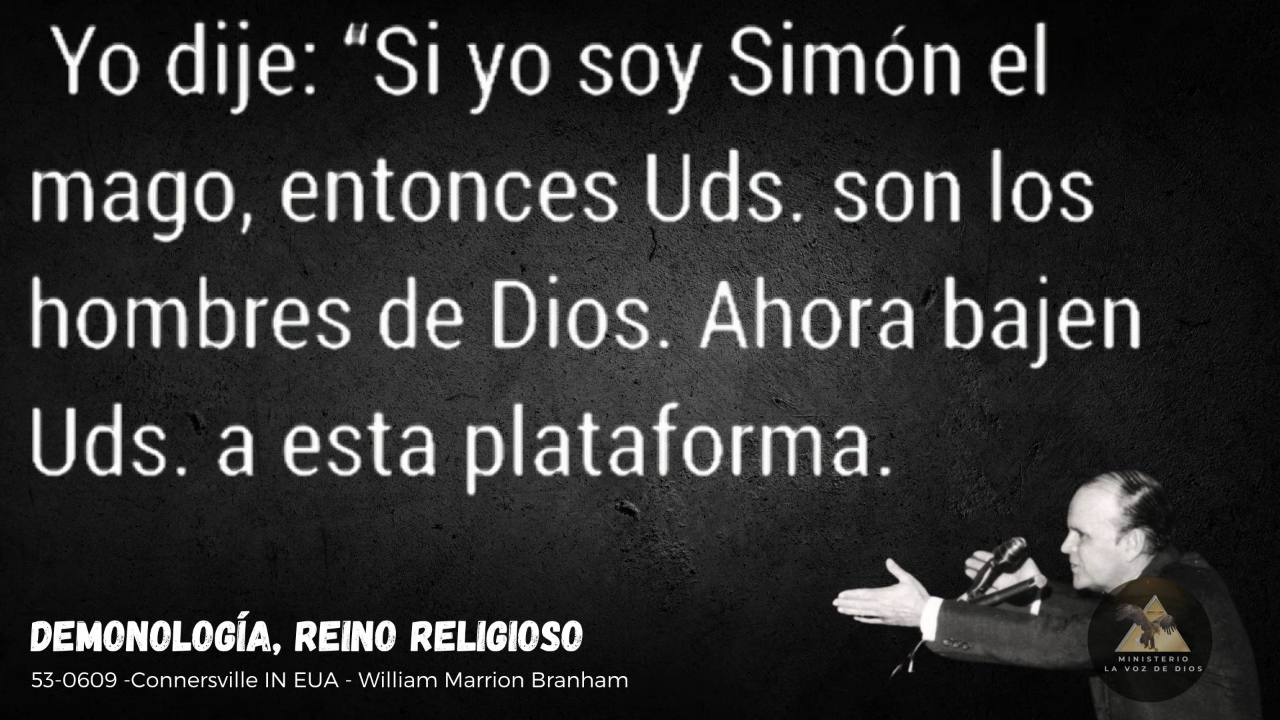 Yo dije: “Si yo soy Simón el
mago, entonces Uds. son los
hombres de Dios. Ahora bajen
Uds. a esta plataforma.
DEMONOLOGÍA, REINO RELIGIOSO
53-0609 -Connersville IN EUA - William Marrion Branham
MINISTERIO
LA VOZ DE DIOS